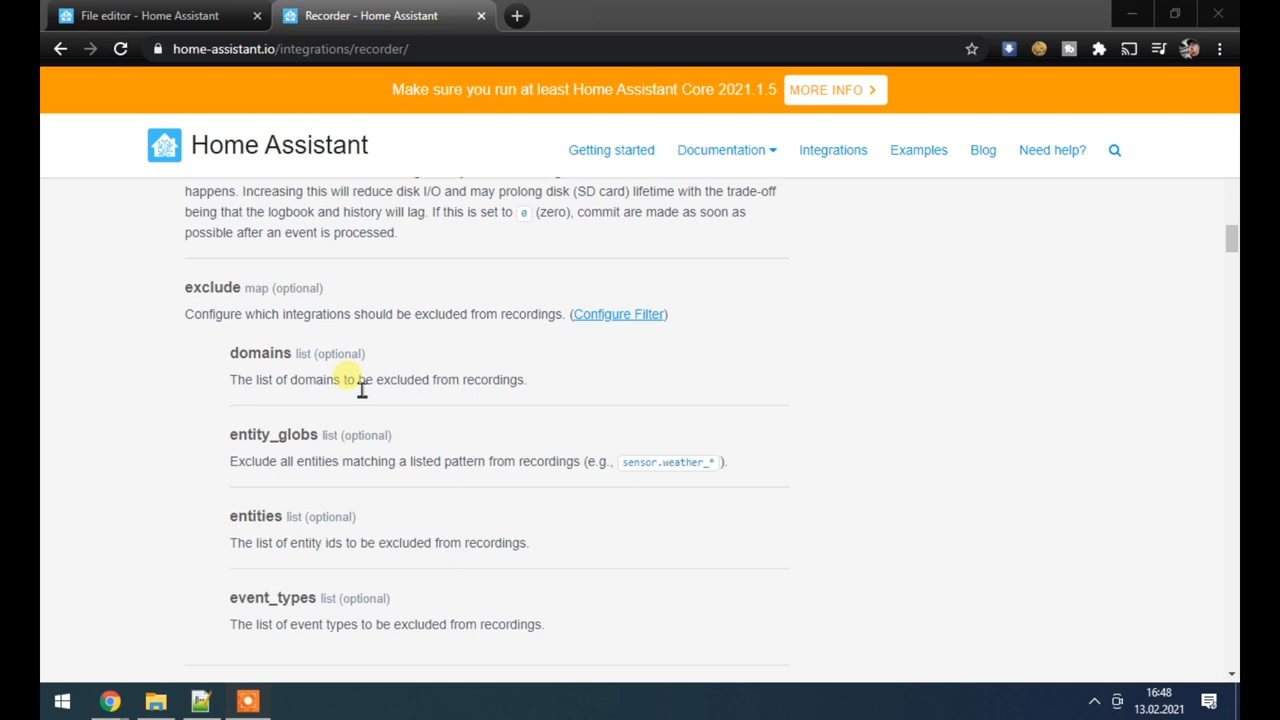 File editor - Home Assistant
Recorder - Home Assistant
home-assistant.io/integrations/recorder/
Make sure you run at least Home Assistant Core 2021.1.5 MORE INFO
Home Assistant
Getting started
Documentation
Integrations
Examples
Blog
Need help?
happens. Increasing this will reduce disk I/O and may prolong disk (SD card) lifetime with the trade-off
being that the logbook and history will lag. If this is set to 0 (zero), commit are made as soon as
possible after an event is processed.
exclude map (optional)
Configure which integrations should be excluded from recordings. (Configure Filter)
domains list (optional)
The list of domains to be excluded from recordings.
entity_globs list (optional)
Exclude all entities matching a listed pattern from recordings (e.g., sensor.weather_* ).
entities list (optional)
The list of entity ids to be excluded from recordings.
event_types list (optional)
The list of event types to be excluded from recordings.
16:48
13.02.2021